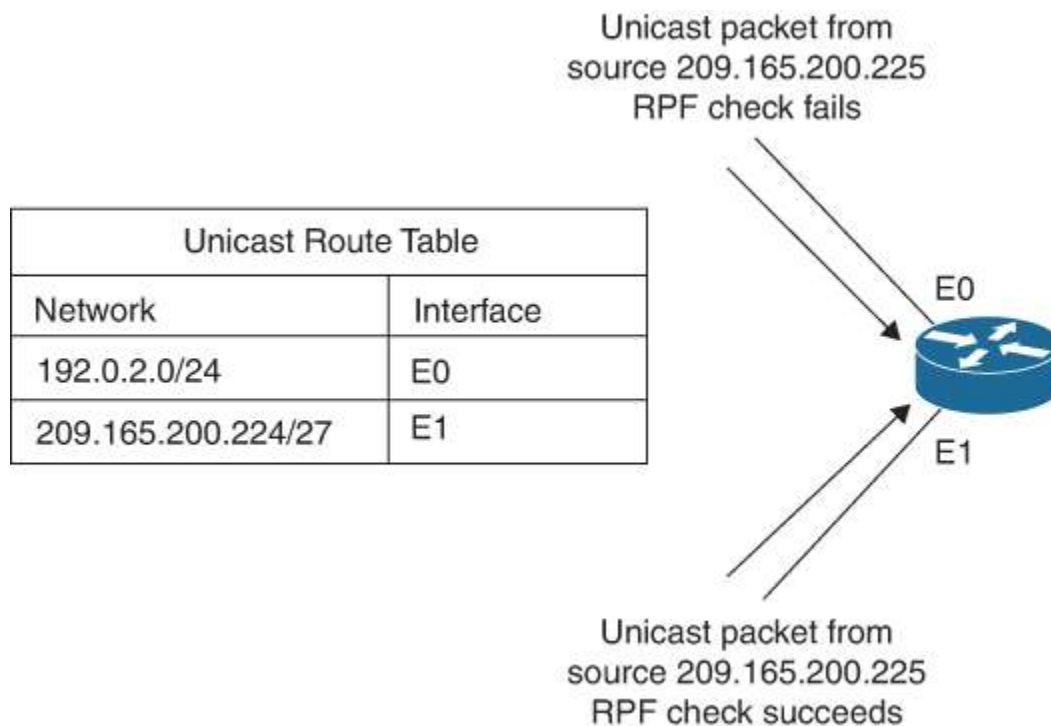 Unicast packet from
source 209.165.200.225
RPF check fails
Unicast Route Table
Network Interface
192.0.2.0/24 E0
209.165.200.224/27 E1
E0
E1
Unicast packet from
source 209.165.200.225
RPF check succeeds